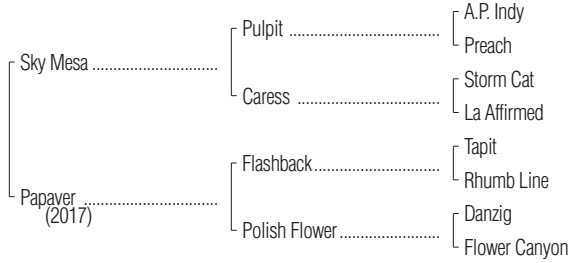 A.P. Indy
Pulpit
Preach
Sky Mesa
Storm Cat
Caress
La Affirmed
Tapit
Flashback
Rhumb Line
Papaver
(2017)
Danzig
Polish Flower
Flower Canyon